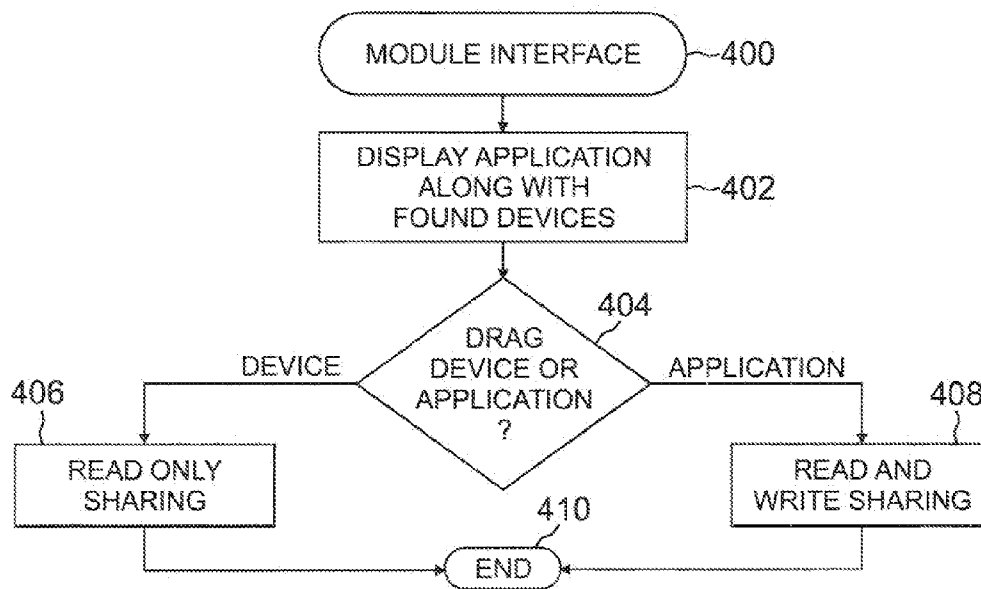 MODULE INTERFACE
400
DISPLAY APPLICATION
ALONG WITH
FOUND DEVICES
402
404
DRAG
DEVICE OR
APPLICATION
?
DEVICE
APPLICATION
406
READ ONLY
SHARING
408
READ AND
WRITE SHARING
410
END